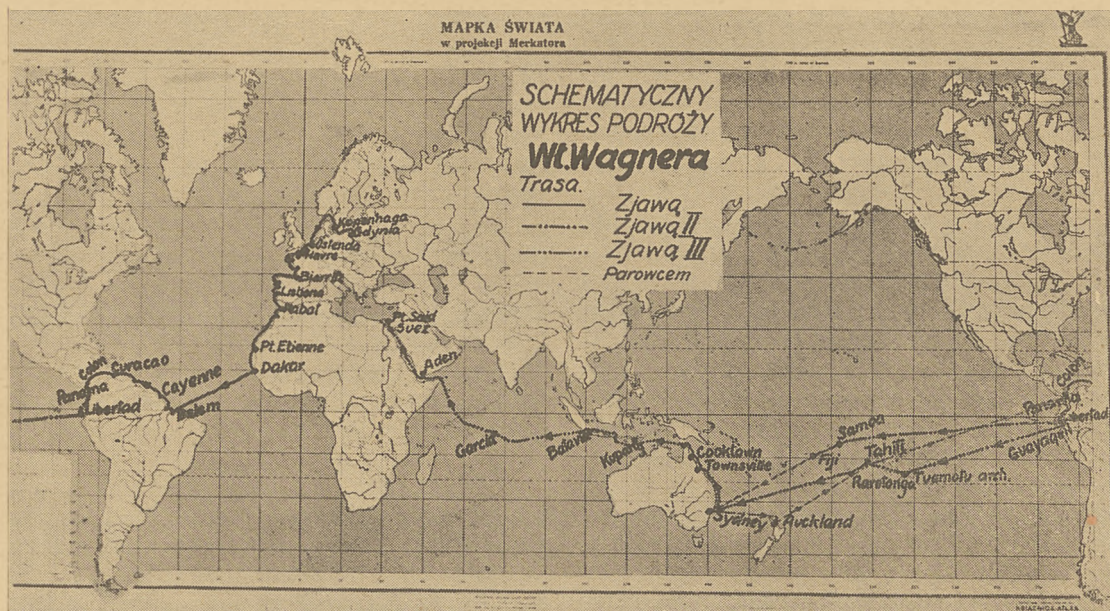 MAPKA ŚWIATA
w projekcji Merkatora
SCHEMATYCZNY
WYKRES PODRÓŻY
Wł. Wagnera
Trasa.
Zjawą
Zjawą II
Zjawą III
Parowcem
Kopenhaga
Gdynia
Ostenda
Havre
Biarritz
Lisbona
Rabat
Pt. Said
Suez
Pt. Etienne
Dakar
Aden
Colon
Curacao
Cayenne
Panama
Libertad
Belem
Garcia
Batavia
Kupang
Cooktown
Townsville
Sydney
Auckland
Samoa
Fiji
Tahiti
Rarotonga
Tuamotu arch.
Colon
Panama
Libertad
Guayaquil